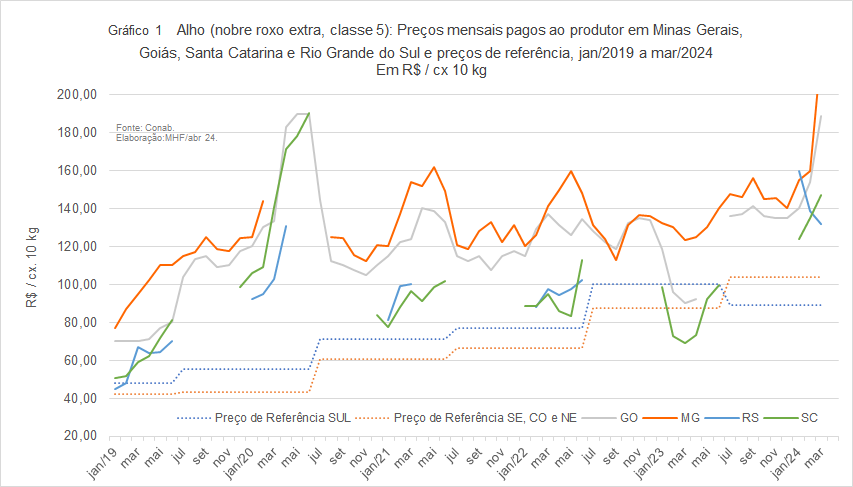 Gráfico 1 Alho (nobre roxo extra, classe 5): Preços mensais pagos ao produtor em Minas Gerais,
Goiás, Santa Catarina e Rio Grande do Sul e preços de referência, jan/2019 a mar/2024
Em R$ / cx 10 kg
200,00
180,00
160,00
140,00
120,00
100,00
80,00
60,00
40,00
20,00
R$ / cx. 10 kg
Fonte: Conab.
Elaboração:MHF/abr 24.
Preço de Referência SUL
Preço de Referência SE, CO e NE
GO
MG
RS
SC
jan/19
mar
mai
jul
set
nov
jan/20
mar
mai
jul
set
nov
jan/21
mar
mai
jul
set
nov
jan/22
mar
mai
jul
set
nov
jan/23
mar
mai
jul
set
nov
jan/24
mar